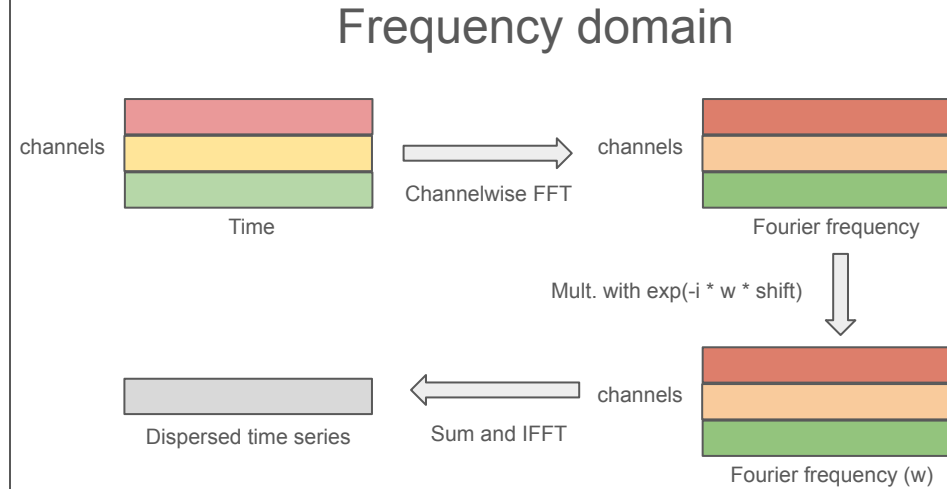 Frequency domain
channels
Time
Channelwise FFT
channels
Fourier frequency
Mult. with exp(-i * w * shift)
Dispersed time series
Sum and IFFT
channels
Fourier frequency (w)